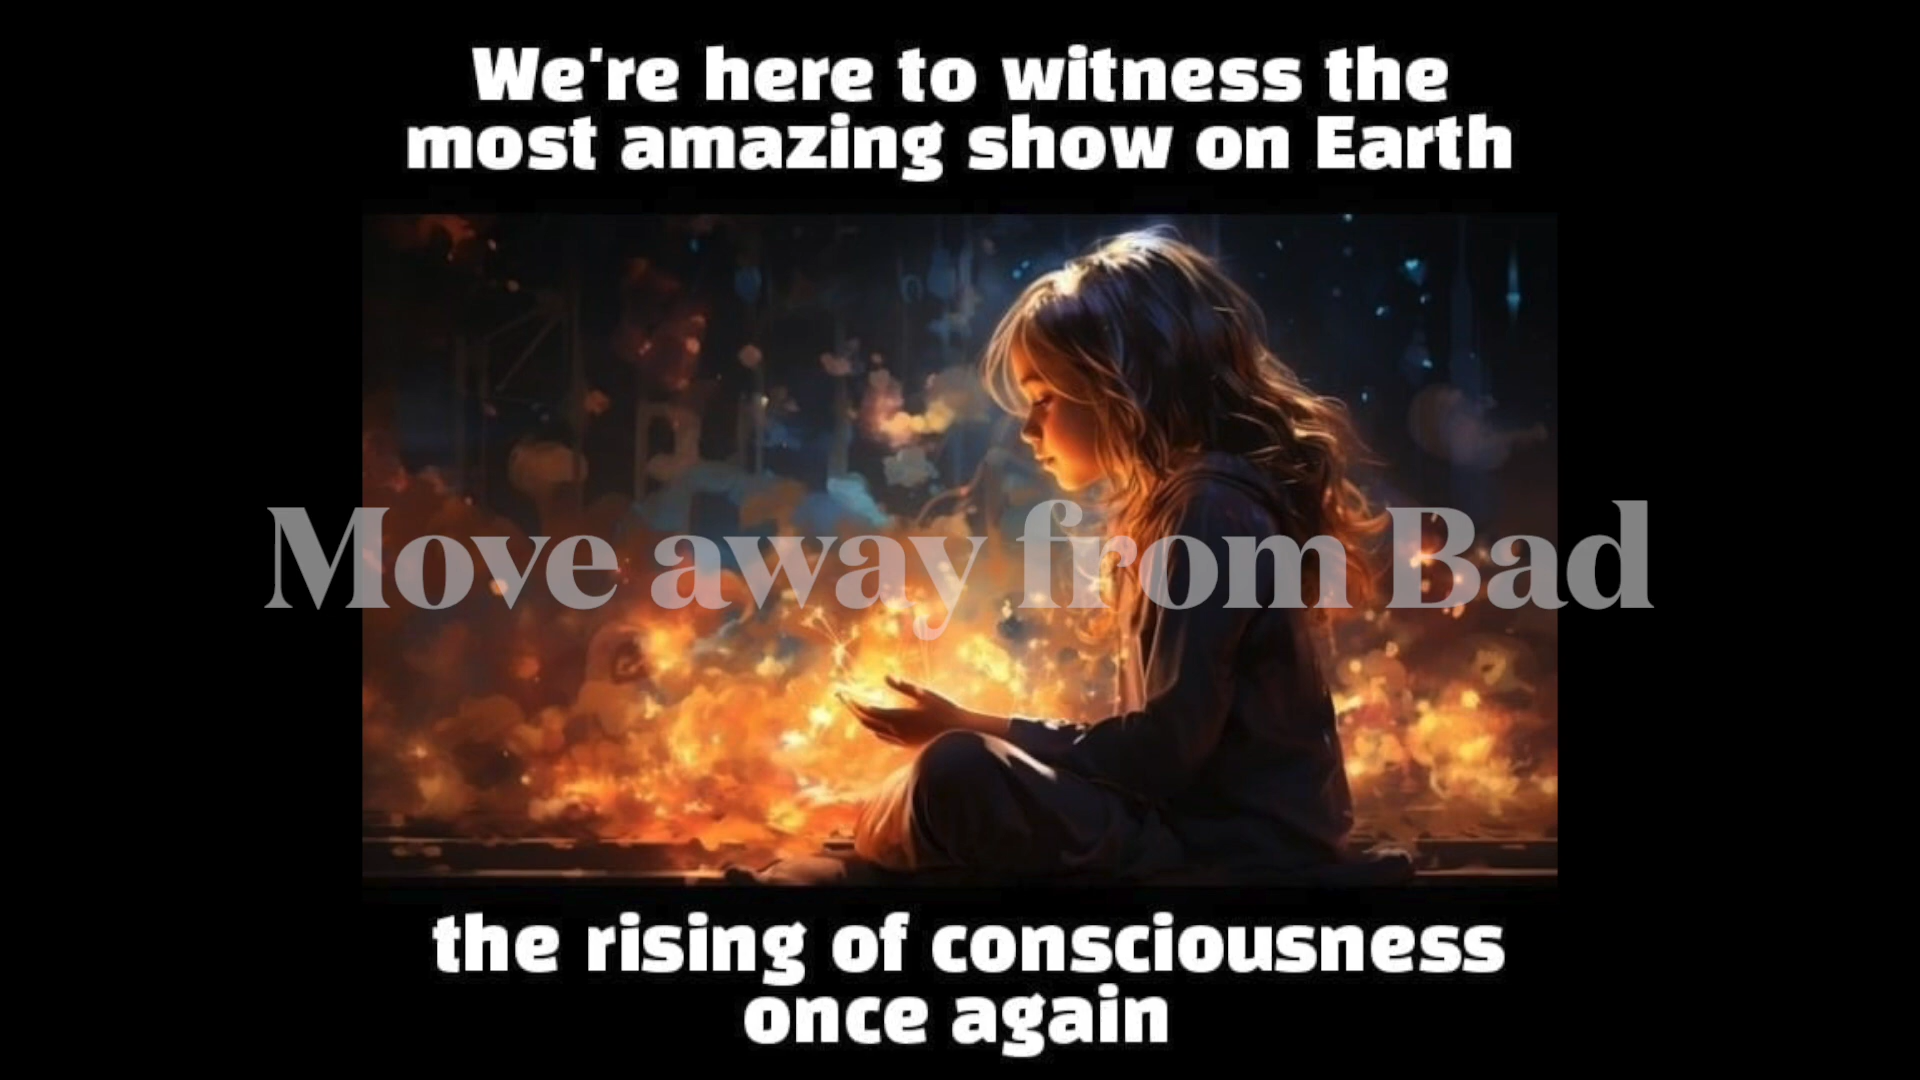 We're here to witness the
most amazing show on Earth
Move away from Bad
the rising of consciousness
once again